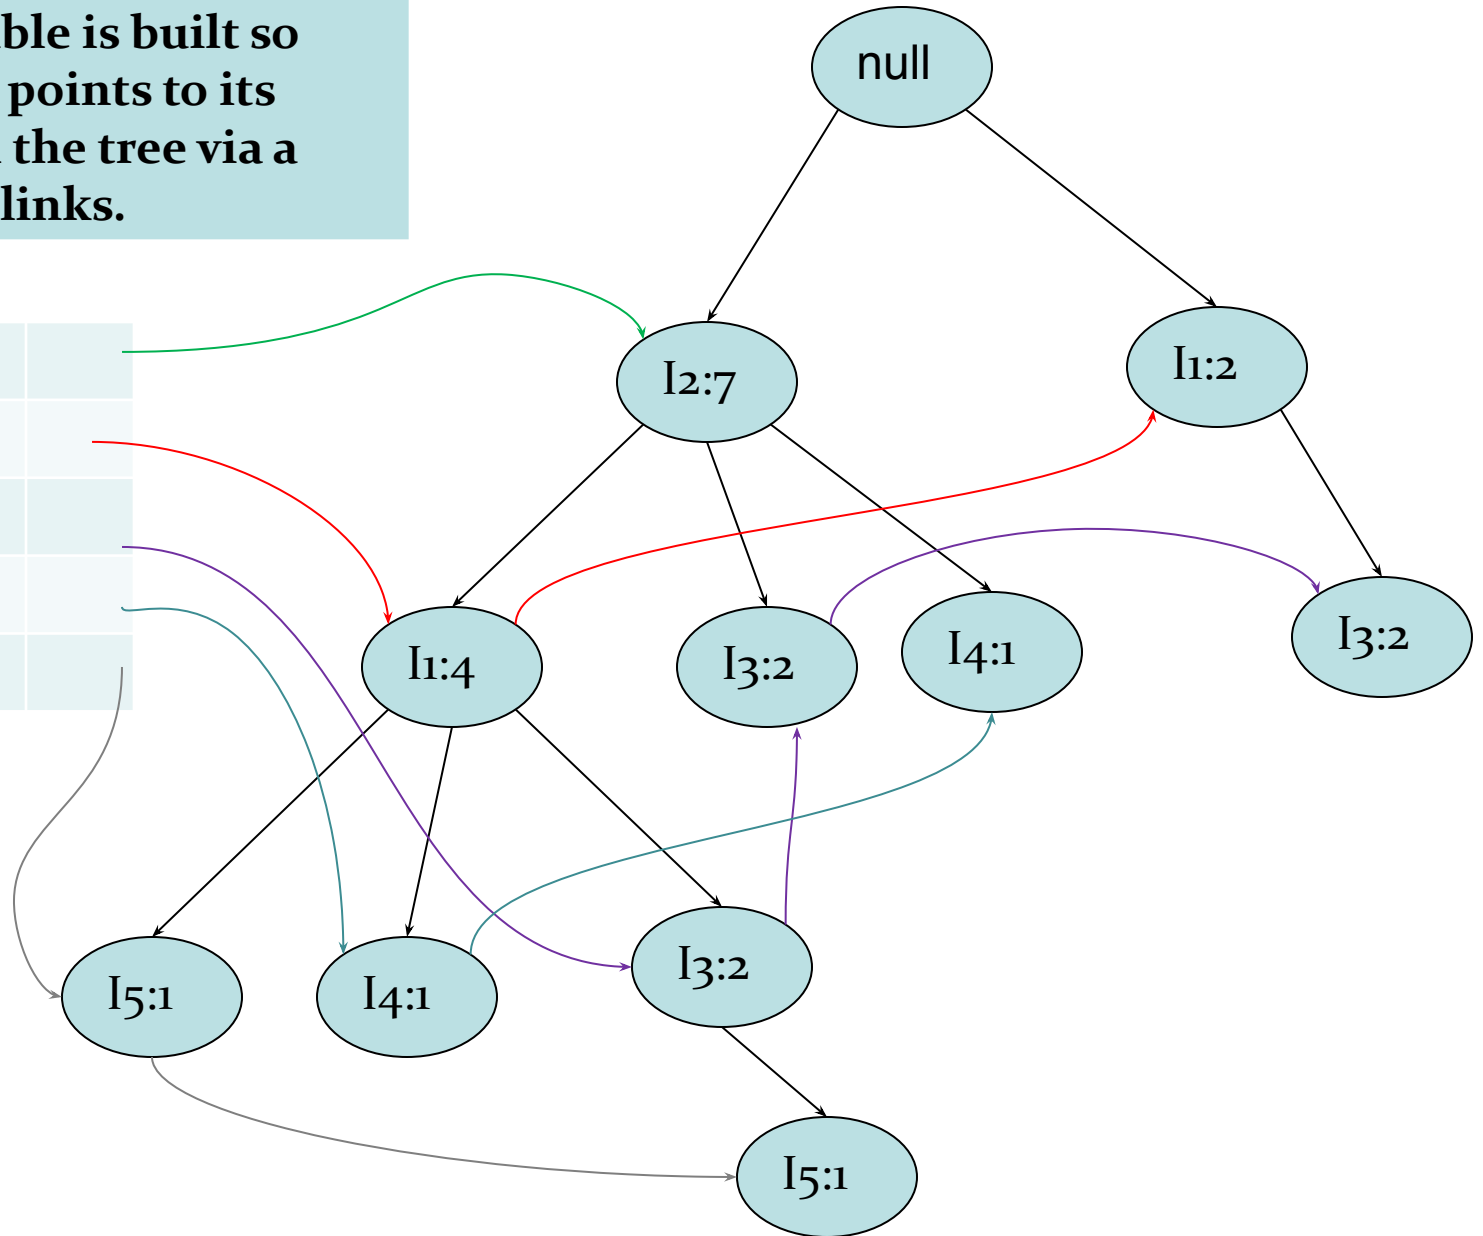 ble is built so
points to its
the tree via a
links.
null
I2:7
I1:2
I1:4
I3:2
I4:1
I3:2
I5:1
I4:1
I3:2
I5:1